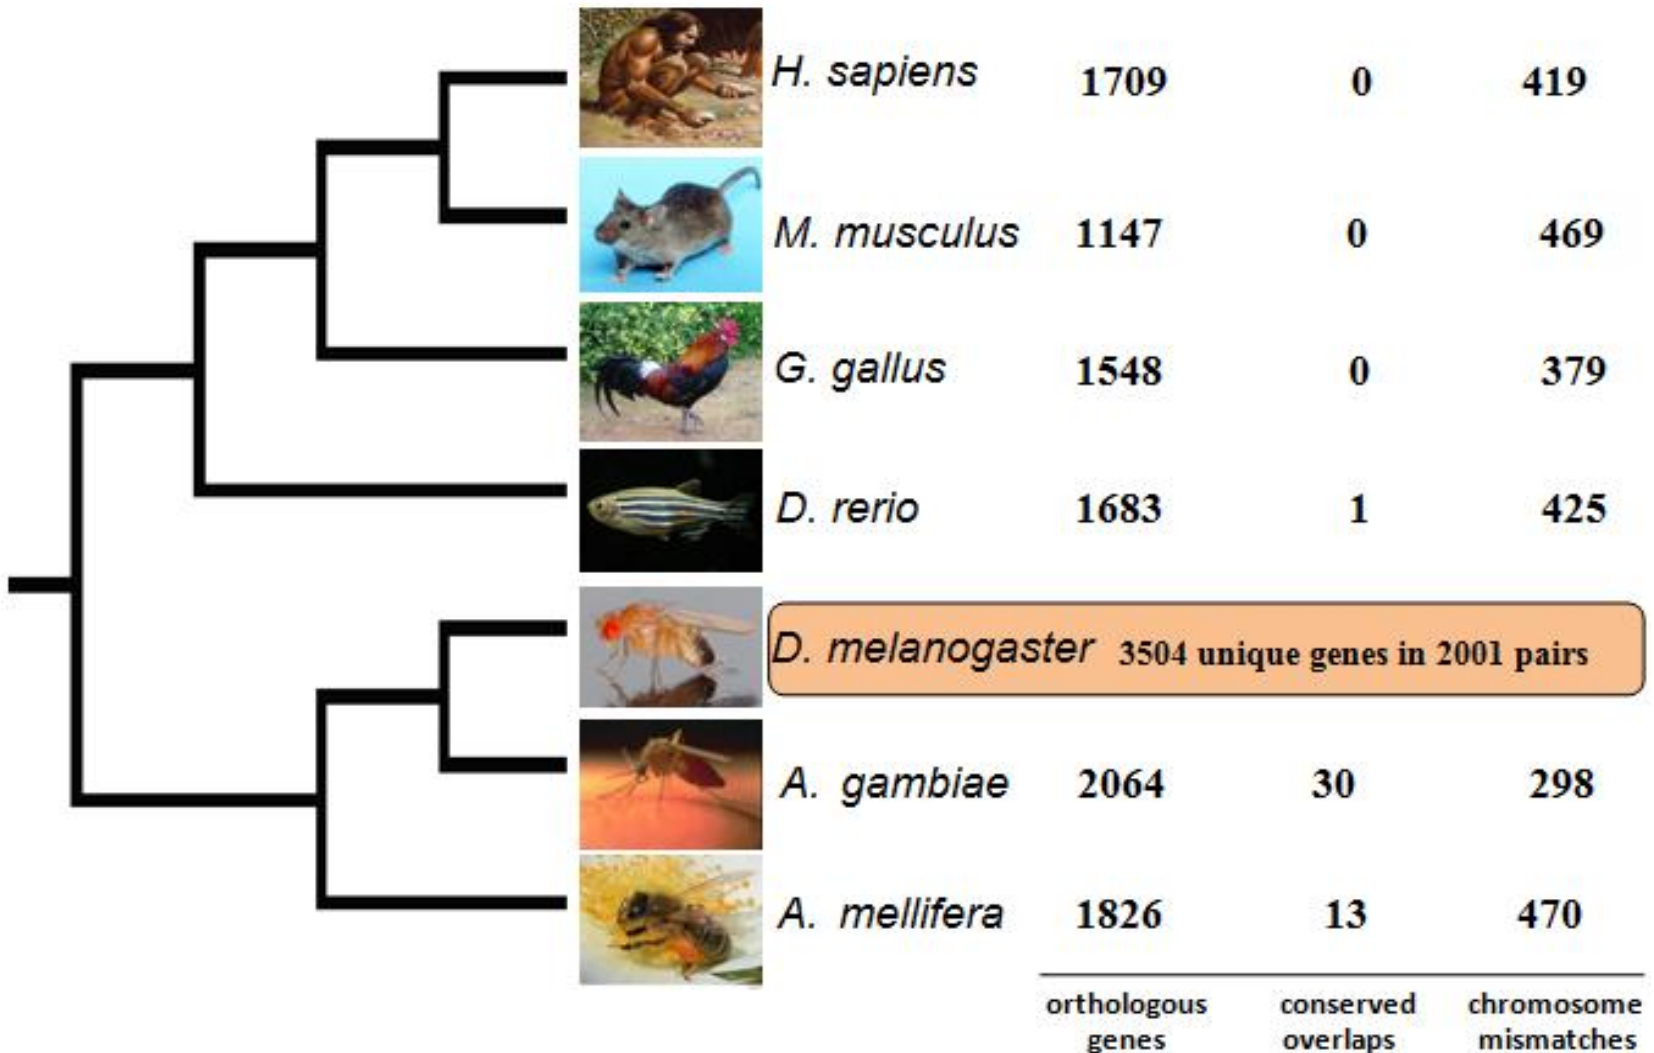 H. sapiens 1709 0 419
M. musculus 1147 0 469
G. gallus 1548 0 379
D. rerio 1683 1 425
D. melanogaster 3504 unique genes in 2001 pairs
A. gambiae 2064 30 298
A. mellifera 1826 13 470
orthologous conserved chromosome
genes overlaps mismatches